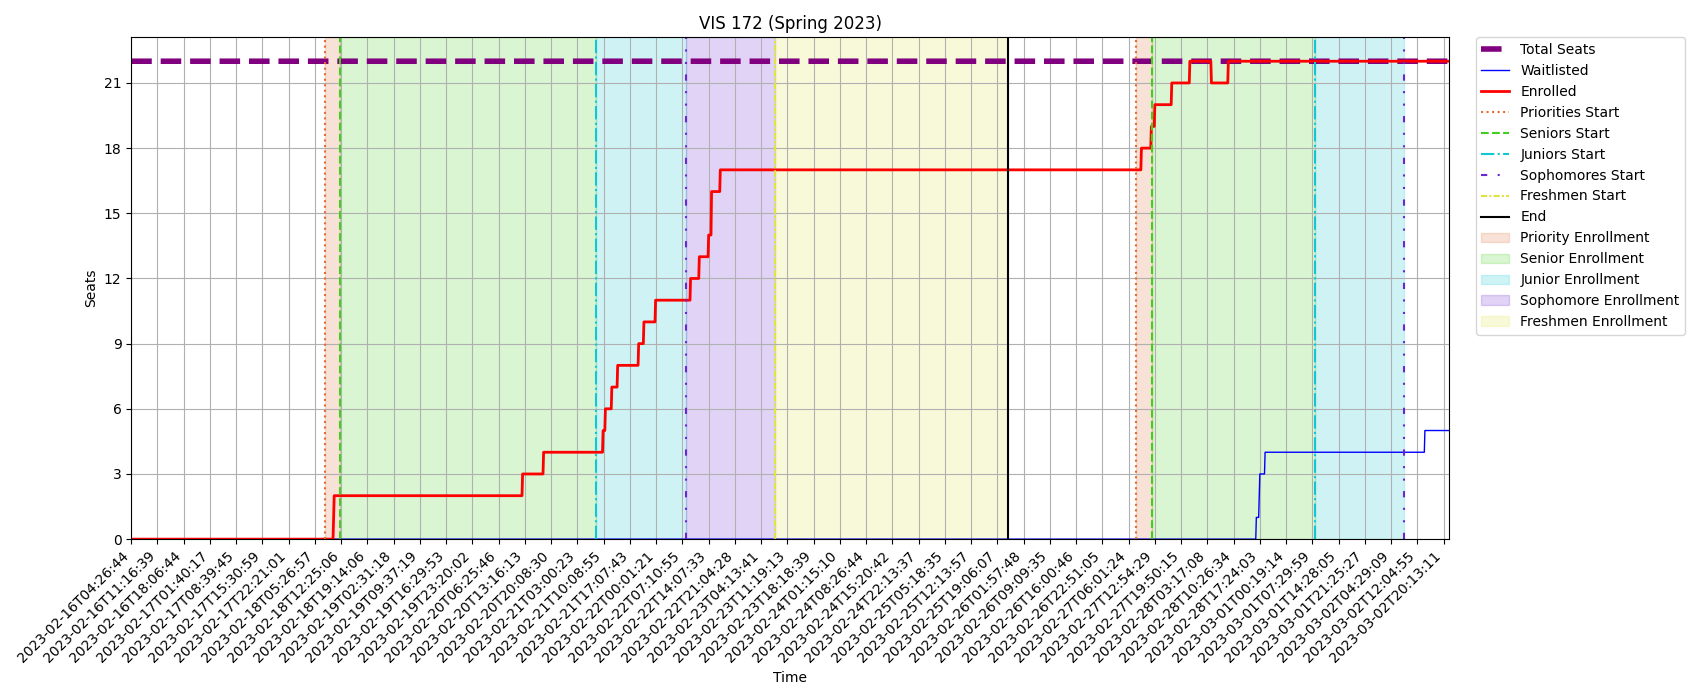 VIS 172 (Spring 2023)
Seats
21
18
15
12
9
6
3
0
2023-02-16T04:26:44
2023-02-16T11:16:39
2023-02-16T18:06:44
2023-02-17T01:40:17
2023-02-17T08:39:45
2023-02-17T15:30:59
2023-02-17T22:21:01
2023-02-18T05:26:57
2023-02-18T12:25:06
2023-02-18T19:14:06
2023-02-19T02:31:18
2023-02-19T09:37:19
2023-02-19T16:29:53
2023-02-19T23:20:02
2023-02-20T06:25:46
2023-02-20T13:16:13
2023-02-20T20:08:30
2023-02-21T03:00:23
2023-02-21T10:08:55
2023-02-21T17:07:43
2023-02-22T00:01:21
2023-02-22T07:10:55
2023-02-22T14:07:33
2023-02-22T21:04:28
2023-02-23T04:13:41
2023-02-23T11:19:13
2023-02-23T18:18:39
2023-02-24T01:15:10
2023-02-24T08:26:44
2023-02-24T15:20:42
2023-02-24T22:13:37
2023-02-25T05:18:35
2023-02-25T12:13:57
2023-02-25T19:06:07
2023-02-26T01:57:48
2023-02-26T09:09:35
2023-02-26T16:00:46
2023-02-26T22:51:05
2023-02-27T06:01:24
2023-02-27T12:54:29
2023-02-27T19:50:15
2023-02-28T03:17:08
2023-02-28T10:26:34
2023-02-28T17:24:03
2023-03-01T00:19:14
2023-03-01T07:29:59
2023-03-01T14:28:05
2023-03-01T21:25:27
2023-03-02T04:29:09
2023-03-02T12:04:55
2023-03-02T20:13:11
Time
Total Seats
Waitlisted
Enrolled
Priorities Start
Seniors Start
Juniors Start
Sophomores Start
Freshmen Start
End
Priority Enrollment
Senior Enrollment
Junior Enrollment
Sophomore Enrollment
Freshmen Enrollment